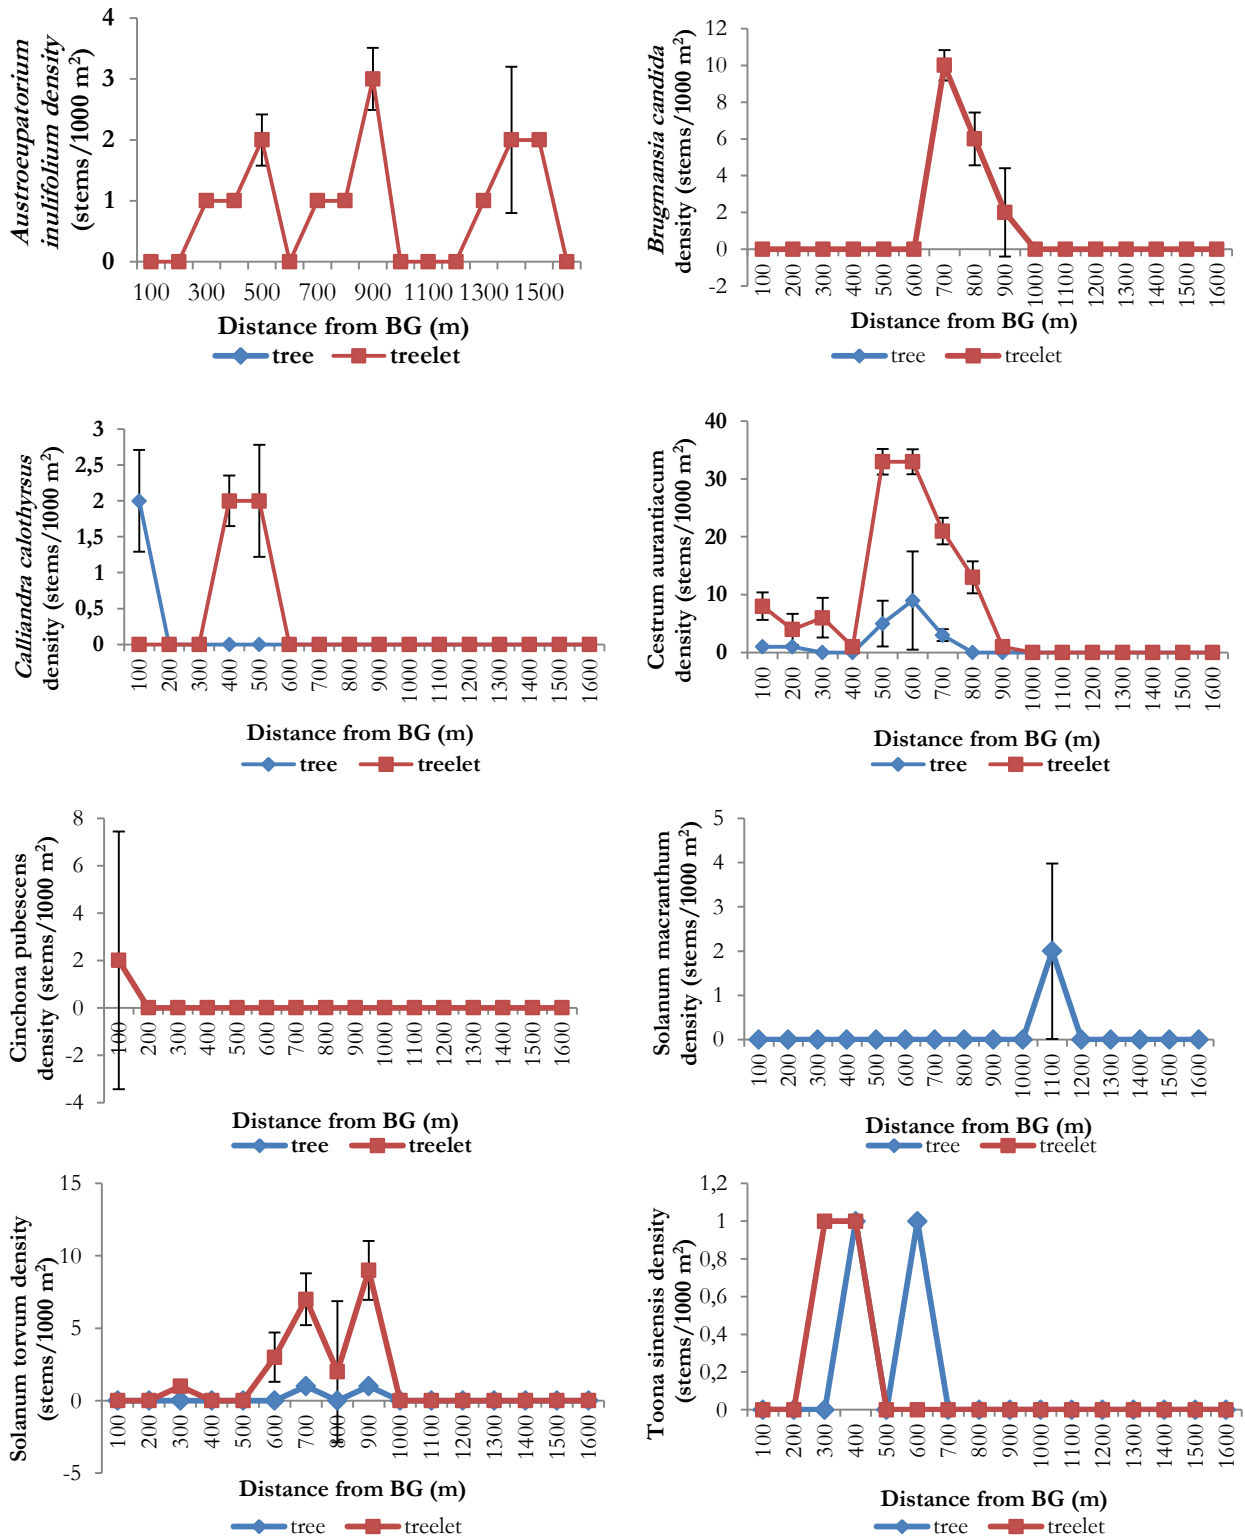 Austroeupatorium
inulifolium density
(stems/1000 m²)
4
3
2
1
0
100 300 500 700 900 1100 1300 1500
Distance from BG (m)
tree treelet
Brugmansia candida
density (stems/1000 m²)
12
10
8
6
4
2
0
-2
100 200 300 400 500 600 700 800 900 1000 1100 1200 1300 1400 1500 1600
Distance from BG (m)
tree treelet
Calliandra calothyrsus
density (stems/1000 m²)
3
2,5
2
1,5
1
0,5
0
100 200 300 400 500 600 700 800 900 1000 1100 1200 1300 1400 1500 1600
Distance from BG (m)
tree treelet
Cestrum aurantiacum
density (stems/1000 m²)
40
30
20
10
0
100 200 300 400 500 600 700 800 900 1000 1100 1200 1300 1400 1500 1600
Distance from BG (m)
tree treelet
Cinchona pubescens
density (stems/1000 m²)
8
6
4
2
0
-2
-4
100 200 300 400 500 600 700 800 900 1000 1100 1200 1300 1400 1500 1600
Distance from BG (m)
tree treelet
Solanum macranthum
density (stems/1000 m²)
5
4
3
2
1
0
100 200 300 400 500 600 700 800 900 1000 1100 1200 1300 1400 1500 1600
Distance from BG (m)
tree treelet
Solanum torvum density
(stems/1000 m²)
15
10
5
0
-5
100 200 300 400 500 600 700 800 900 1000 1100 1200 1300 1400 1500 1600
Distance from BG (m)
tree treelet
Toona sinensis density
(stems/1000 m²)
1,2
1
0,8
0,6
0,4
0,2
0
100 200 300 400 500 600 700 800 900 1000 1100 1200 1300 1400 1500 1600
Distance from BG (m)
tree treelet